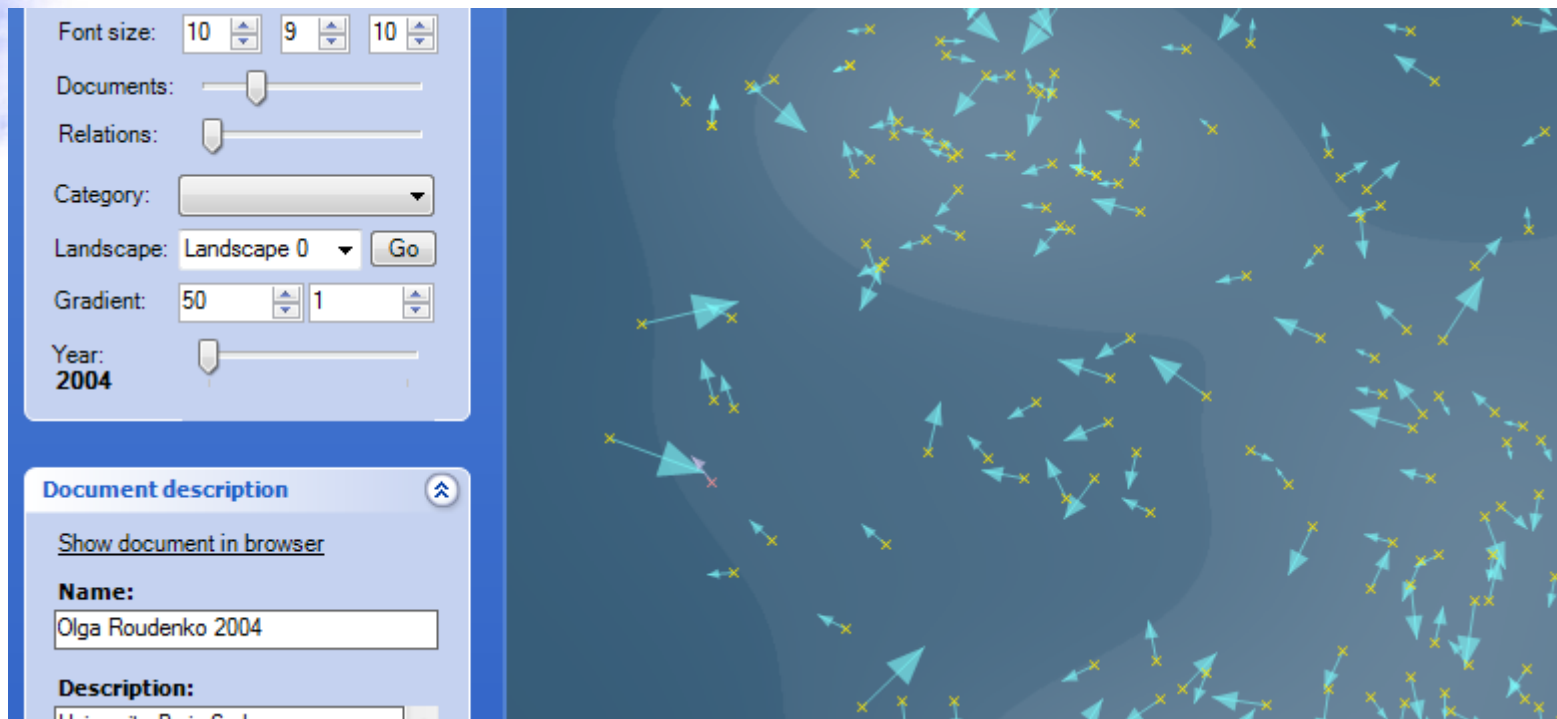 Font size: 10 9 10
Documents:
Relations:
Category:
Landscape: Landscape 0 Go
Gradient: 50 1
Year:
2004
Document description
Show document in browser
Name:
Olga Roudenko 2004
Description: